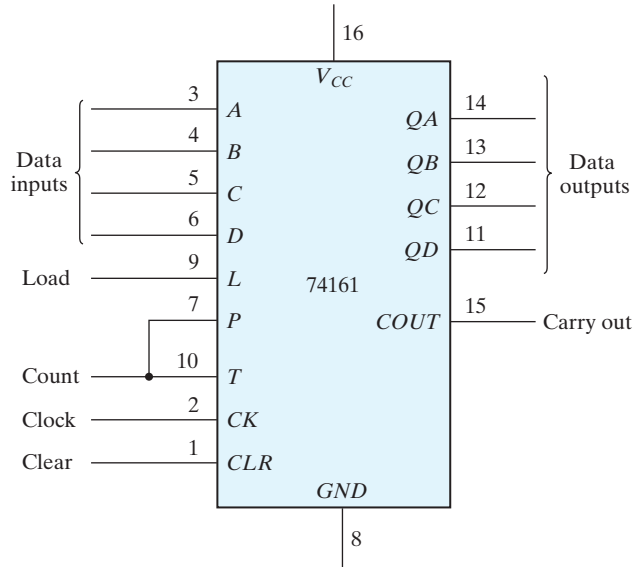 16
V_CC
3 A
4 B
5 C
6 D
Data
inputs
9
Load L
7
P
10
Count T
2
Clock CK
1
Clear CLR
74161
14
QA
13
QB
12
QC
11
QD
Data
outputs
15
COUT Carry out
GND
8